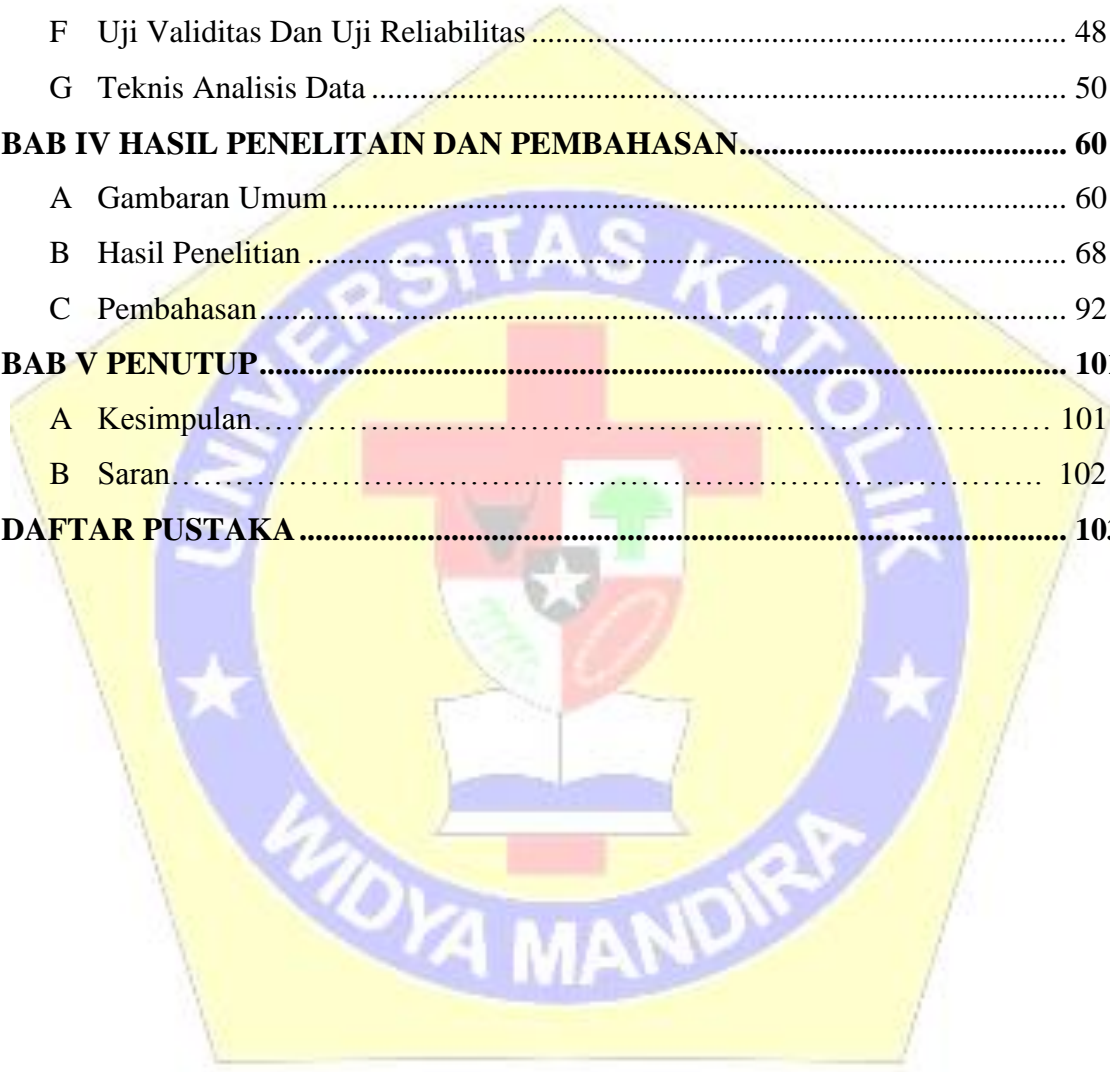 F Uji Validitas Dan Uji Reliabilitas .......... 48
G Teknis Analisis Data .......... 50
BAB IV HASIL PENELITAIN DAN PEMBAHASAN .......... 60
A Gambaran Umum .......... 60
B Hasil Penelitian .......... 68
C Pembahasan .......... 92
BAB V PENUTUP .......... 
A Kesimpulan .......... 101
B Saran .......... 102
DAFTAR PUSTAKA .......... 
UNIVERSITAS KATOLIK
WIDYA MANDIRA